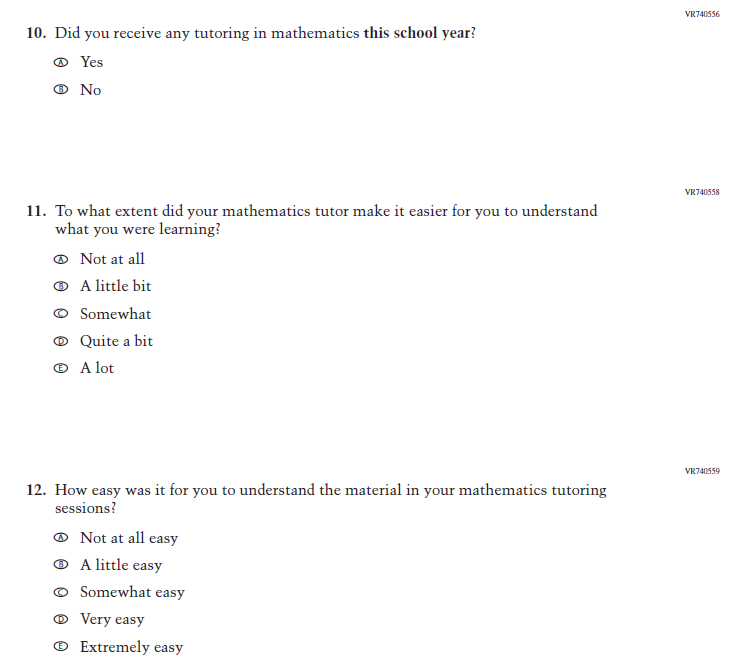 VR740556
10. Did you receive any tutoring in mathematics this school year?
A Yes
B No
VR740558
11. To what extent did your mathematics tutor make it easier for you to understand
what you were learning?
A Not at all
B A little bit
C Somewhat
D Quite a bit
E A lot
VR740559
12. How easy was it for you to understand the material in your mathematics tutoring
sessions?
A Not at all easy
B A little easy
C Somewhat easy
D Very easy
E Extremely easy